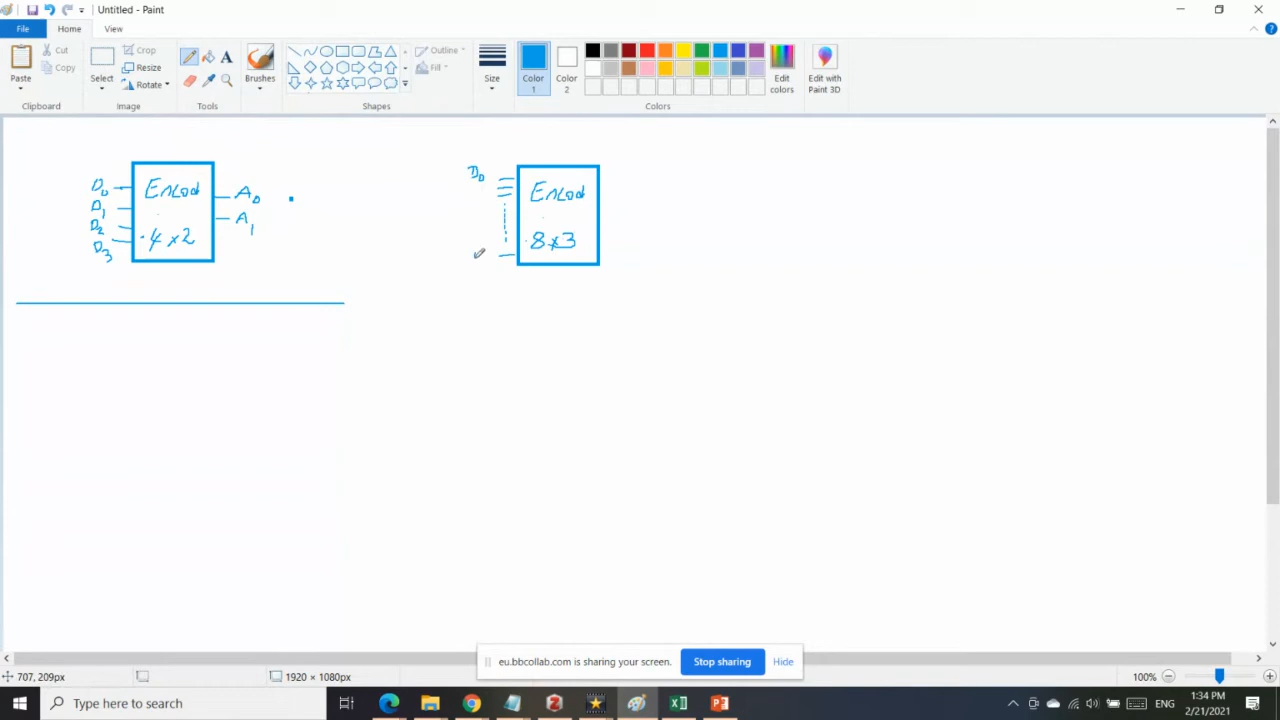 Untitled - Paint
File
Home
View
Paste
Cut
Copy
Clipboard
Select
Crop
Resize
Rotate
Image
A
Tools
Brushes
Shapes
Outline
Fill
Size
Color
1
Color
2
Edit
colors
Colors
Edit with
Paint 3D
D0
D1
D2
D3
Encod
4x2
A0
A1
D0
Encod
8x3
eu.bbcollab.com is sharing your screen.
Stop sharing
Hide
707, 209px
1920 × 1080px
100%
Type here to search
ENG
1:34 PM
2/21/2021